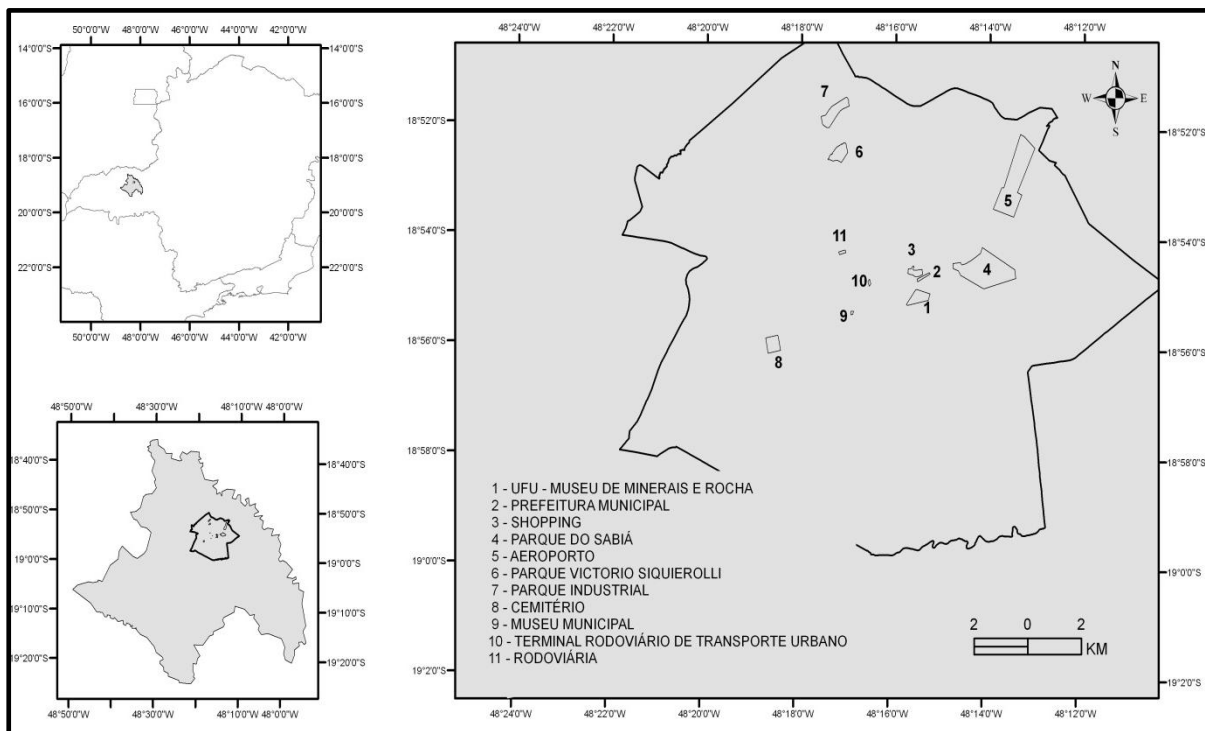 50°0'0"W 48°0'0"W 46°0'0"W 44°0'0"W 42°0'0"W
14°0'0"S
16°0'0"S
18°0'0"S
20°0'0"S
22°0'0"S
14°0'0"S
16°0'0"S
18°0'0"S
20°0'0"S
22°0'0"S
50°0'0"W 48°0'0"W 46°0'0"W 44°0'0"W 42°0'0"W
48°50'0"W 48°30'0"W 48°10'0"W 48°0'0"W
18°40'0"S
18°50'0"S
19°0'0"S
19°10'0"S
19°20'0"S
18°40'0"S
18°50'0"S
19°0'0"S
19°10'0"S
19°20'0"S
48°50'0"W 48°30'0"W 48°10'0"W 48°0'0"W
48°24'0"W 48°22'0"W 48°20'0"W 48°18'0"W 48°16'0"W 48°14'0"W 48°12'0"W
18°52'0"S
18°54'0"S
18°56'0"S
18°58'0"S
19°0'0"S
19°2'0"S
N
W E
S
7
6
5
11
3
2
4
10
9
1
8
18°52'0"S
18°54'0"S
18°56'0"S
18°58'0"S
19°0'0"S
19°2'0"S
1 - UFU - MUSEU DE MINERAIS E ROCHA
2 - PREFEITURA MUNICIPAL
3 - SHOPPING
4 - PARQUE DO SABIÁ
5 - AEROPORTO
6 - PARQUE VICTORIO SIQUIEROLLI
7 - PARQUE INDUSTRIAL
8 - CEMITÉRIO
9 - MUSEU MUNICIPAL
10 - TERMINAL RODOVIÁRIO DE TRANSPORTE URBANO
11 - RODOVIÁRIA
2 0 2
KM
48°24'0"W 48°22'0"W 48°20'0"W 48°18'0"W 48°16'0"W 48°14'0"W 48°12'0"W